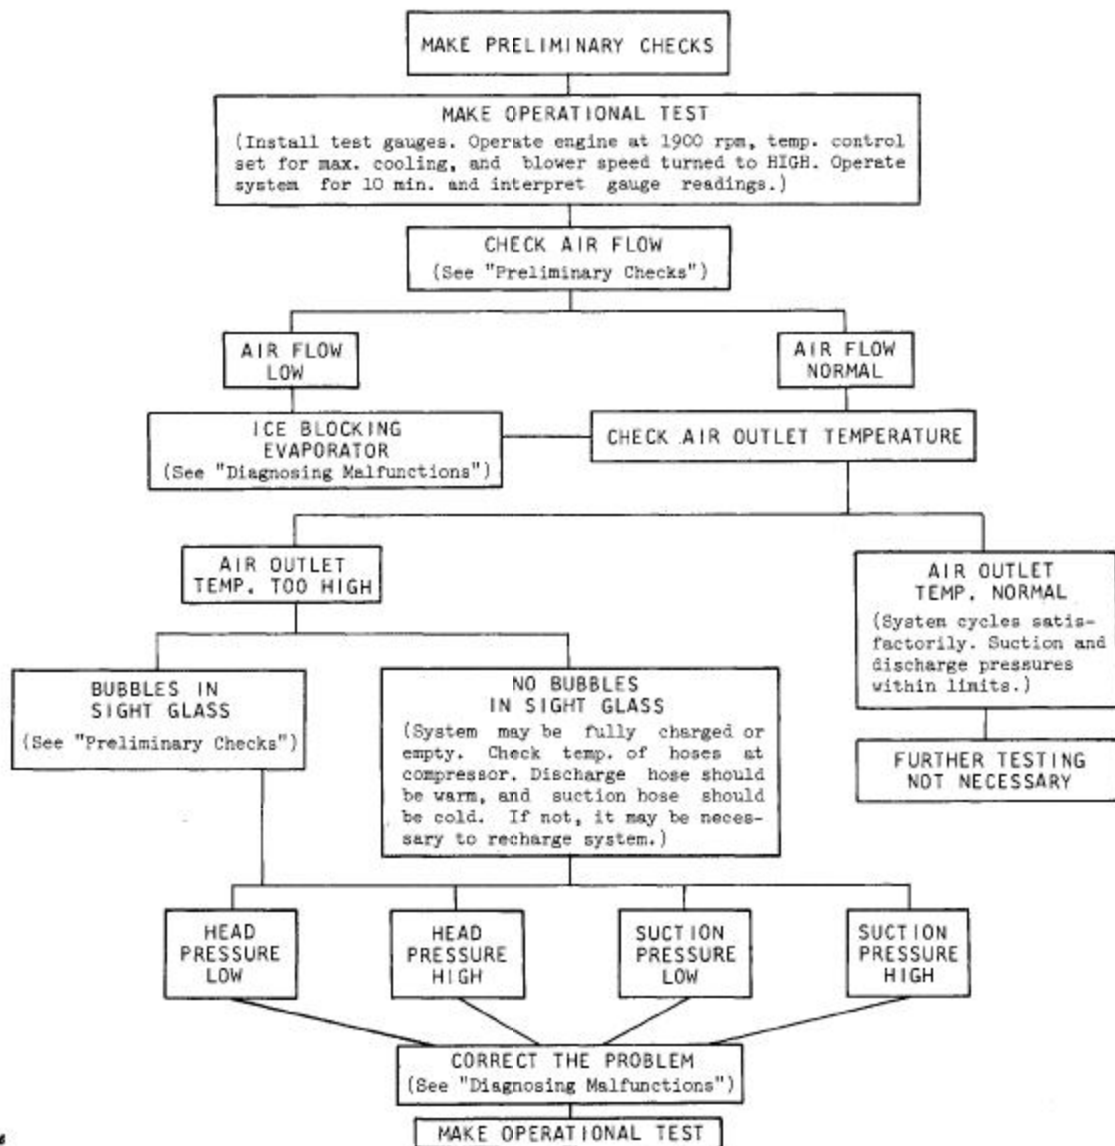 MAKE PRELIMINARY CHECKS
MAKE OPERATIONAL TEST
(Install test gauges. Operate engine at 1900 rpm, temp. control
set for max. cooling, and blower speed turned to HIGH. Operate
system for 10 min. and interpret gauge readings.)
CHECK AIR FLOW
(See "Preliminary Checks")
AIR FLOW
LOW
AIR FLOW
NORMAL
ICE BLOCKING
EVAPORATOR
(See "Diagnosing Malfunctions")
CHECK AIR OUTLET TEMPERATURE
AIR OUTLET
TEMP. TOO HIGH
AIR OUTLET
TEMP. NORMAL
(System cycles satis-
factorily. Suction and
discharge pressures
within limits.)
BUBBLES IN
SIGHT GLASS
(See "Preliminary Checks")
NO BUBBLES
IN SIGHT GLASS
(System may be fully charged or
empty. Check temp. of hoses at
compressor. Discharge hose should
be warm, and suction hose should
be cold. If not, it may be neces-
sary to recharge system.)
FURTHER TESTING
NOT NECESSARY
HEAD
PRESSURE
LOW
HEAD
PRESSURE
HIGH
SUCTION
PRESSURE
LOW
SUCTION
PRESSURE
HIGH
CORRECT THE PROBLEM
(See "Diagnosing Malfunctions")
MAKE OPERATIONAL TEST